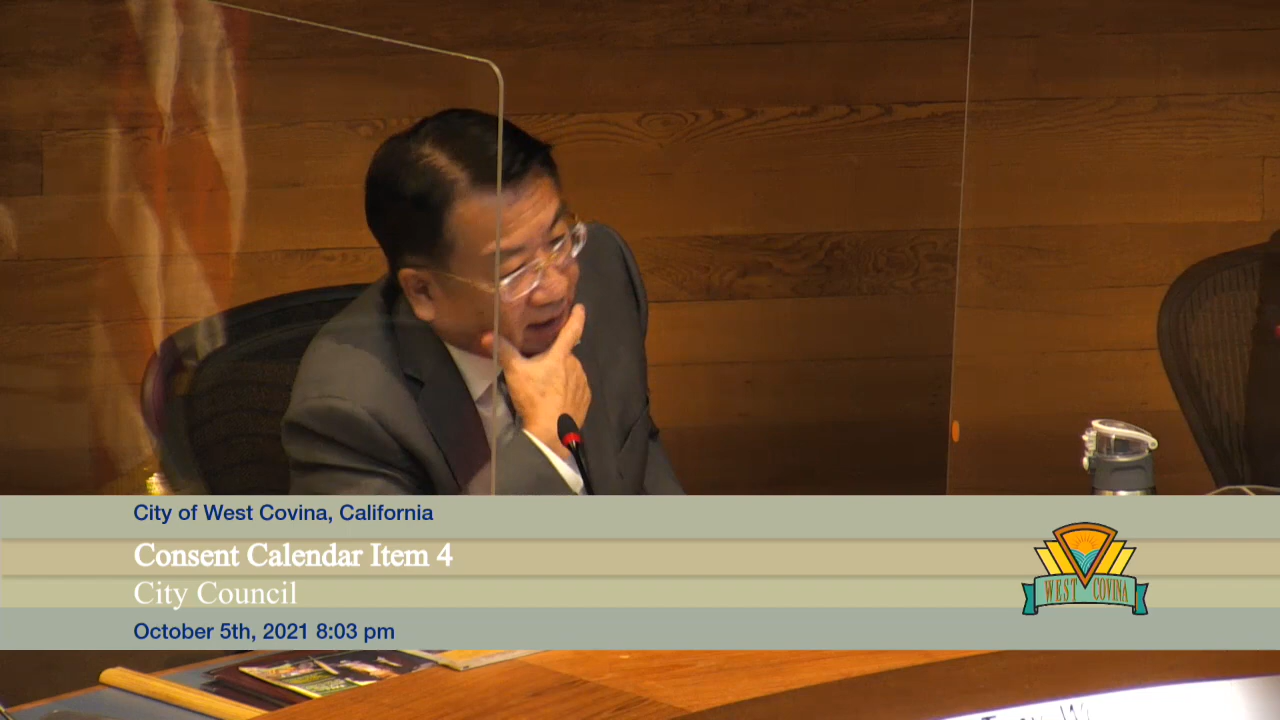 City of West Covina, California
Consent Calendar Item 4
City Council
WEST COVINA
October 5th, 2021 8:03 pm